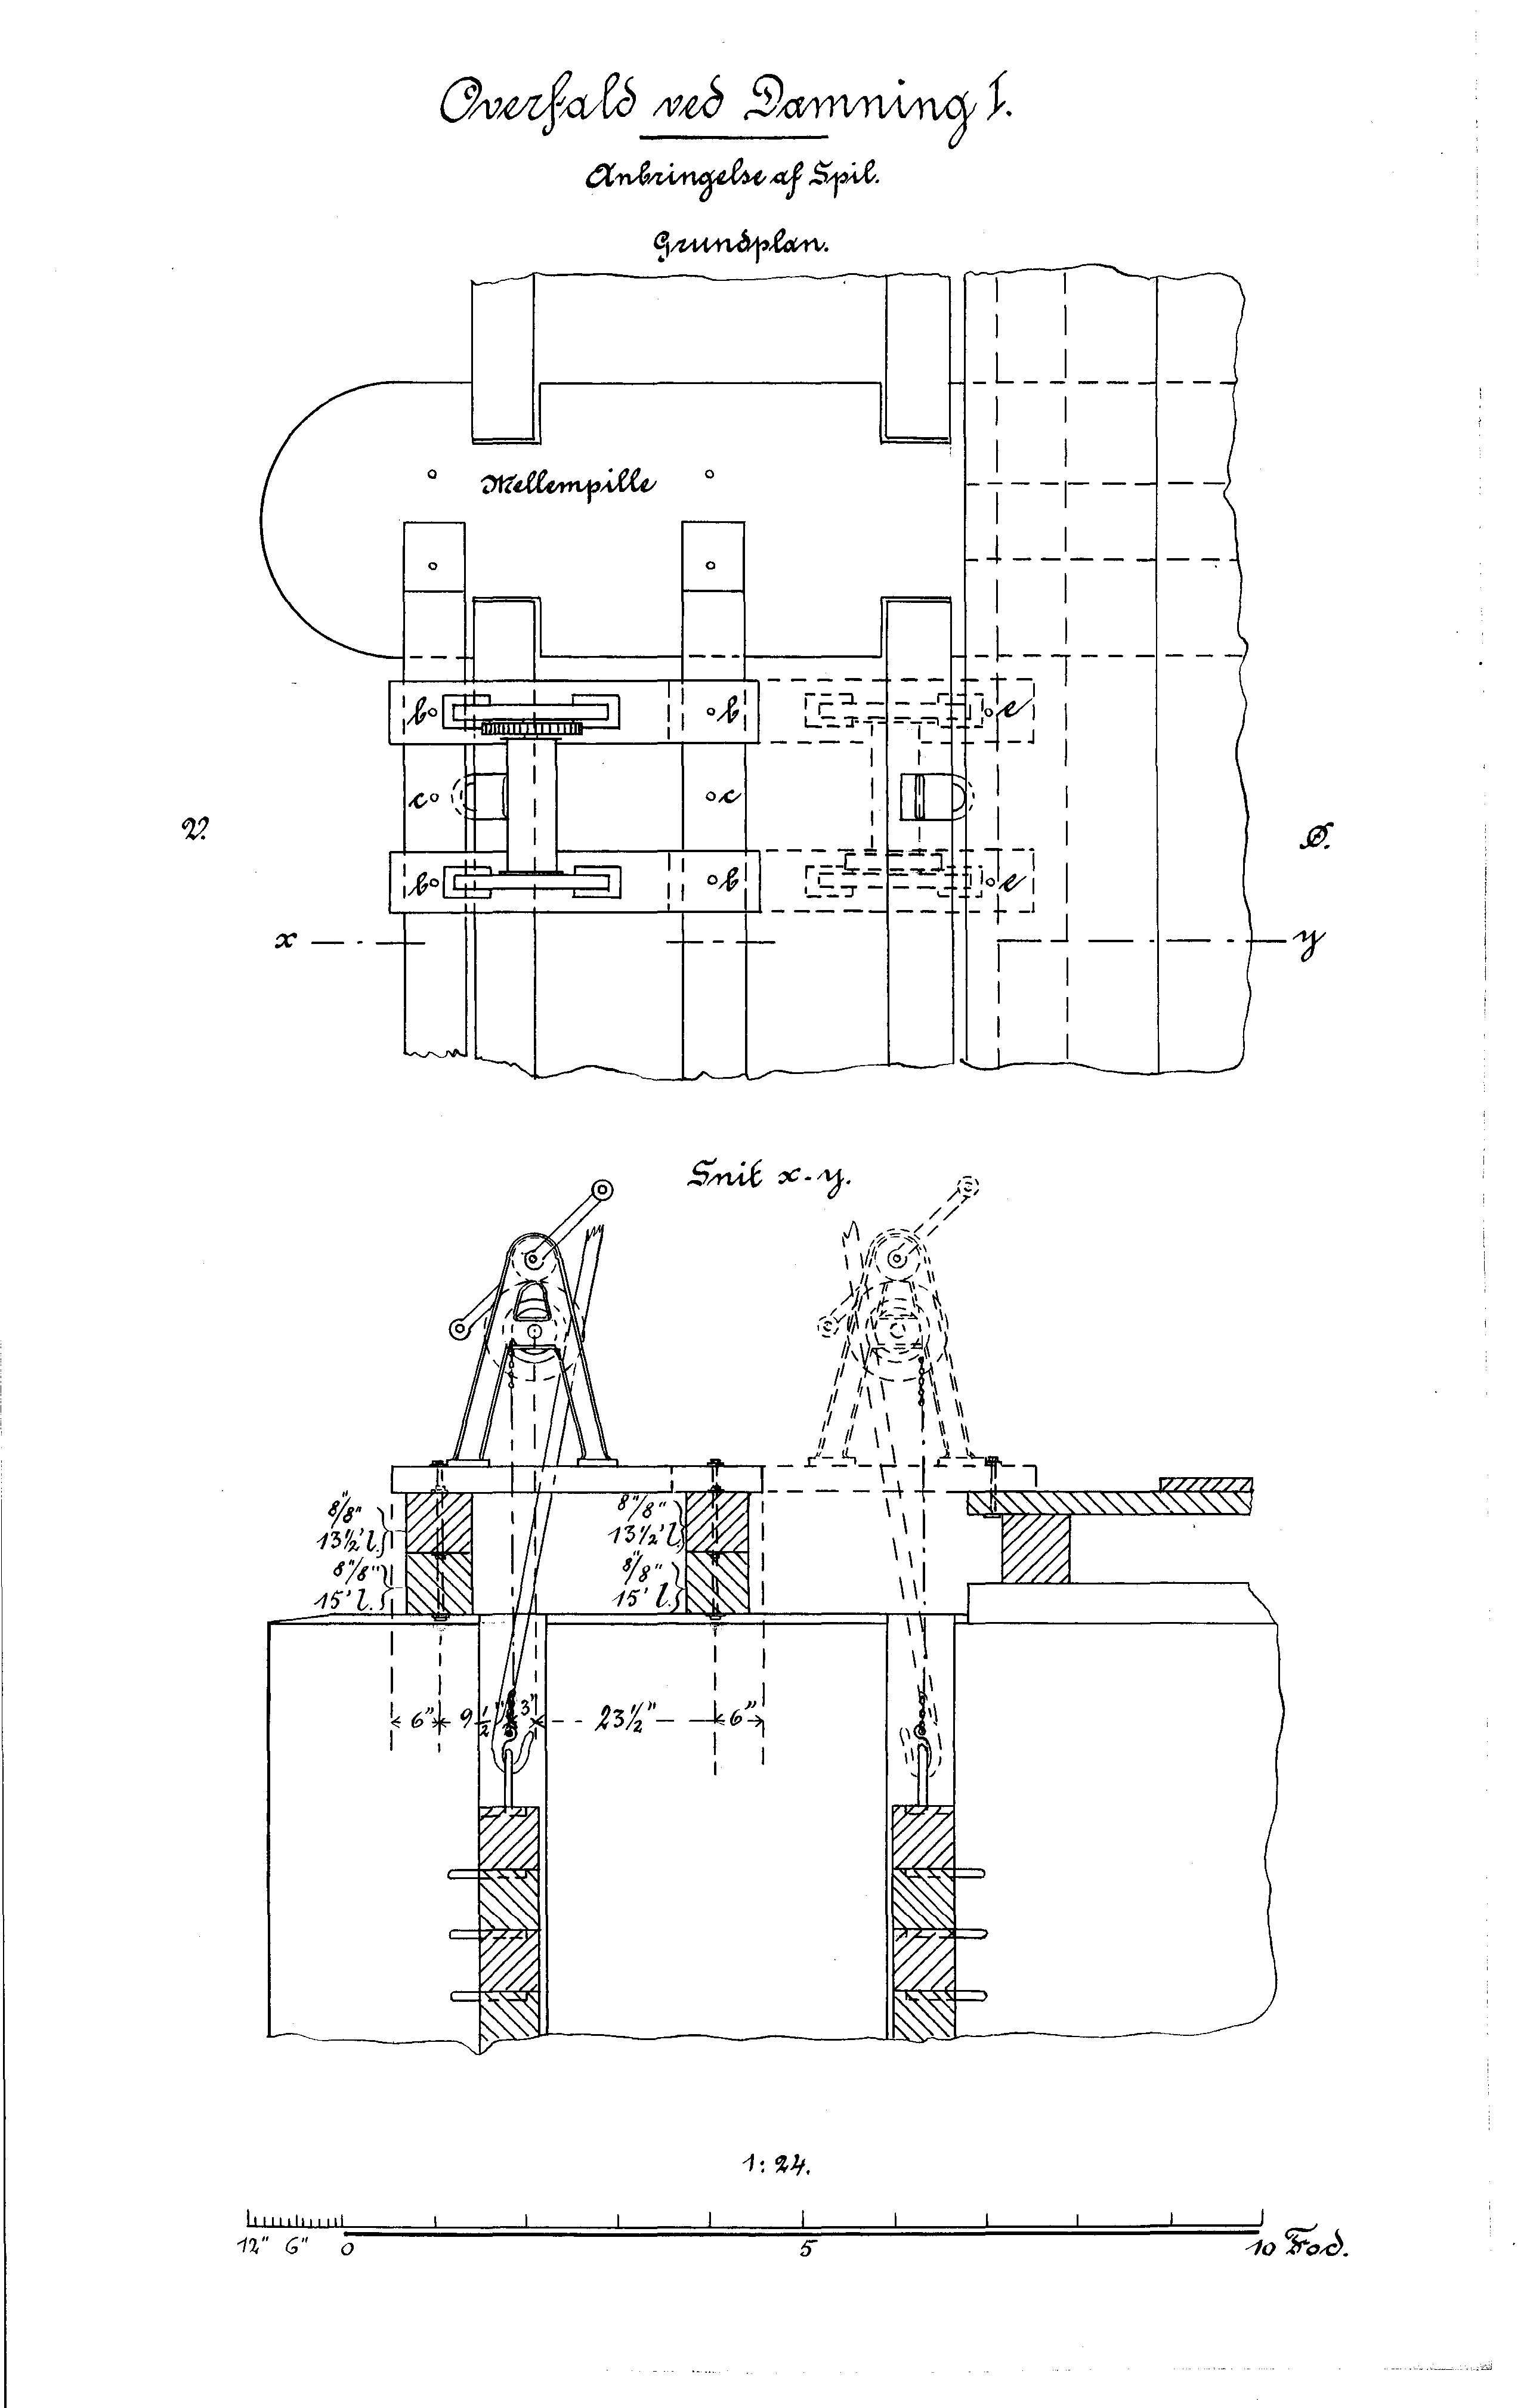 Overfald ved Dæmning I.
Anbringelse af Spil.
Grundplan.
Mellempille
b b e
c c
V. Ø.
b b e
x y
Snit x-y.
8"/8" 8"/8"
13½' l. 13½' l.
8"/8" 8"/8"
15' l. 15' l.
6" 9½" 3" 23½" 6"
1:24.
12" 6" 0 5 10 Fod.